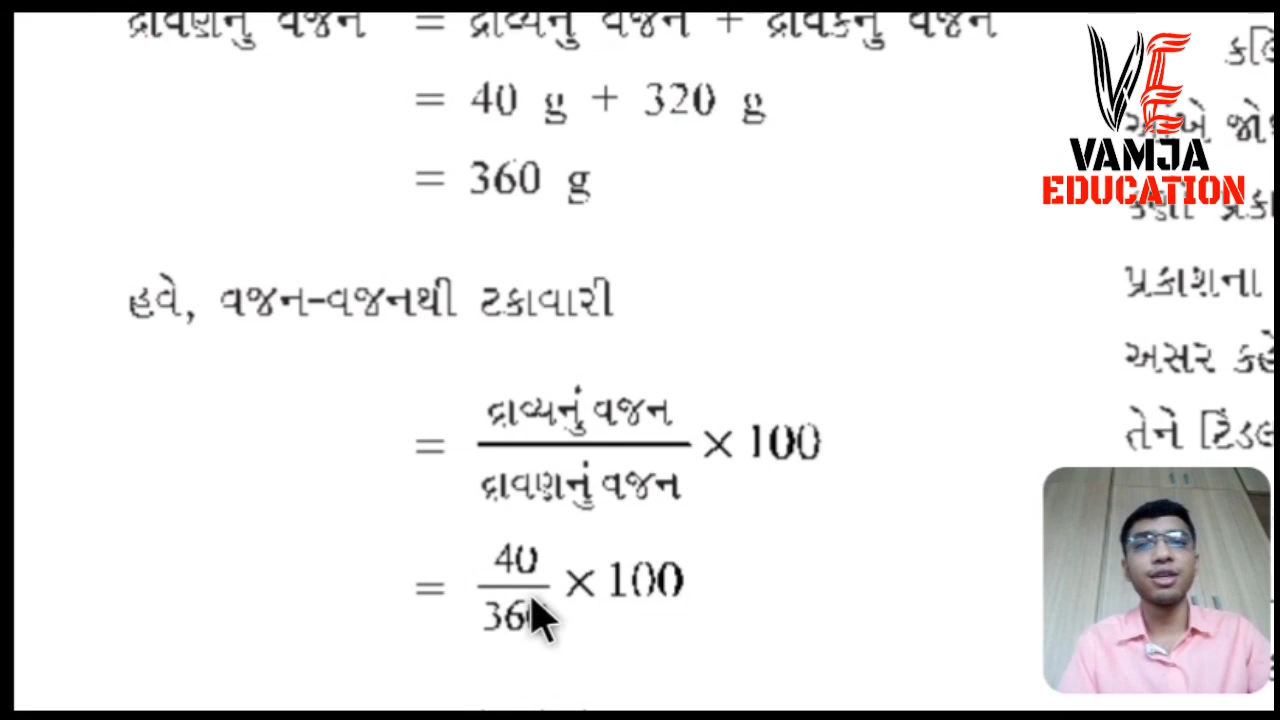 દ્રાવણનું વજન = દ્રાવ્યનું વજન + દ્રાવકનું વજન
= 40 g + 320 g
= 360 g
હવે, વજન-વજનથી ટકાવારી
= દ્રાવ્યનું વજન / દ્રાવણનું વજન × 100
= 40 / 360 × 100
VE
VAMJA
EDUCATION
પ્રકાશના
અસર
તેને